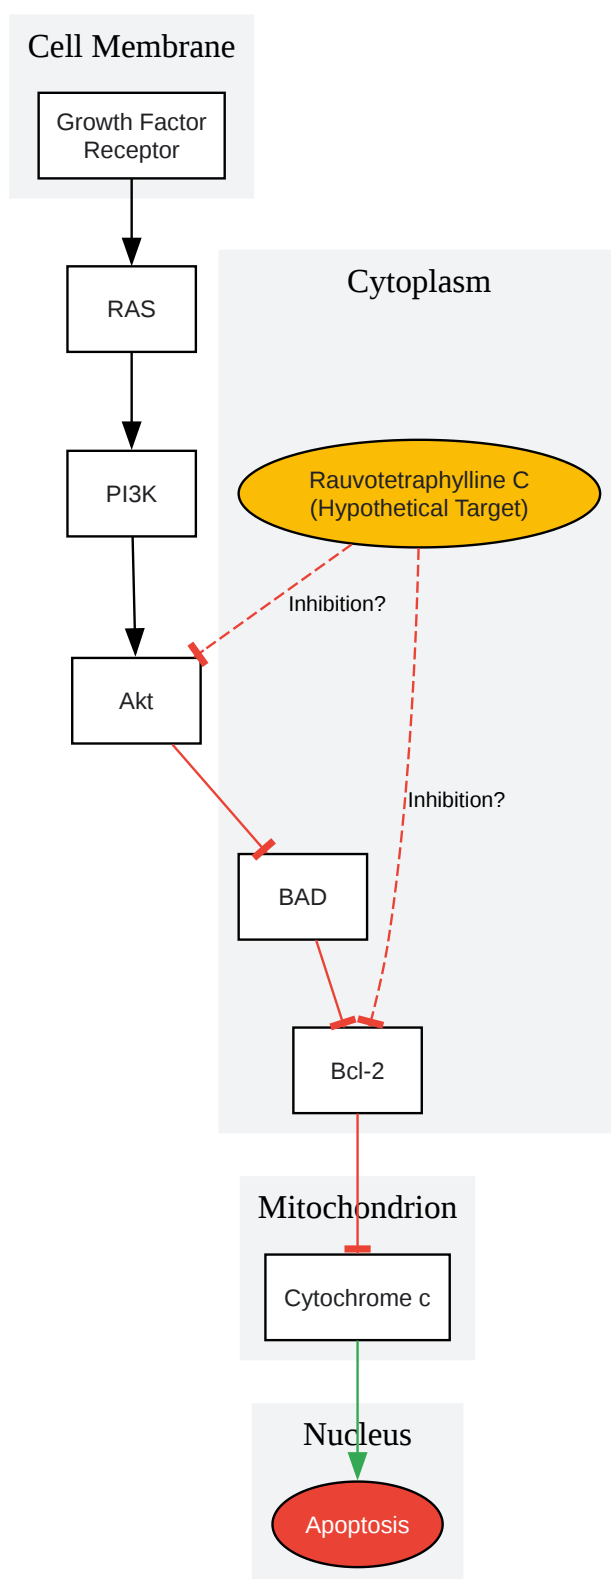 Cell Membrane
Growth Factor
Receptor
RAS
Cytoplasm
PI3K
Rauvotetraphylline C
(Hypothetical Target)
Inhibition?
Akt
Inhibition?
BAD
Bcl-2
Mitochondrion
Cytochrome c
Nucleus
Apoptosis